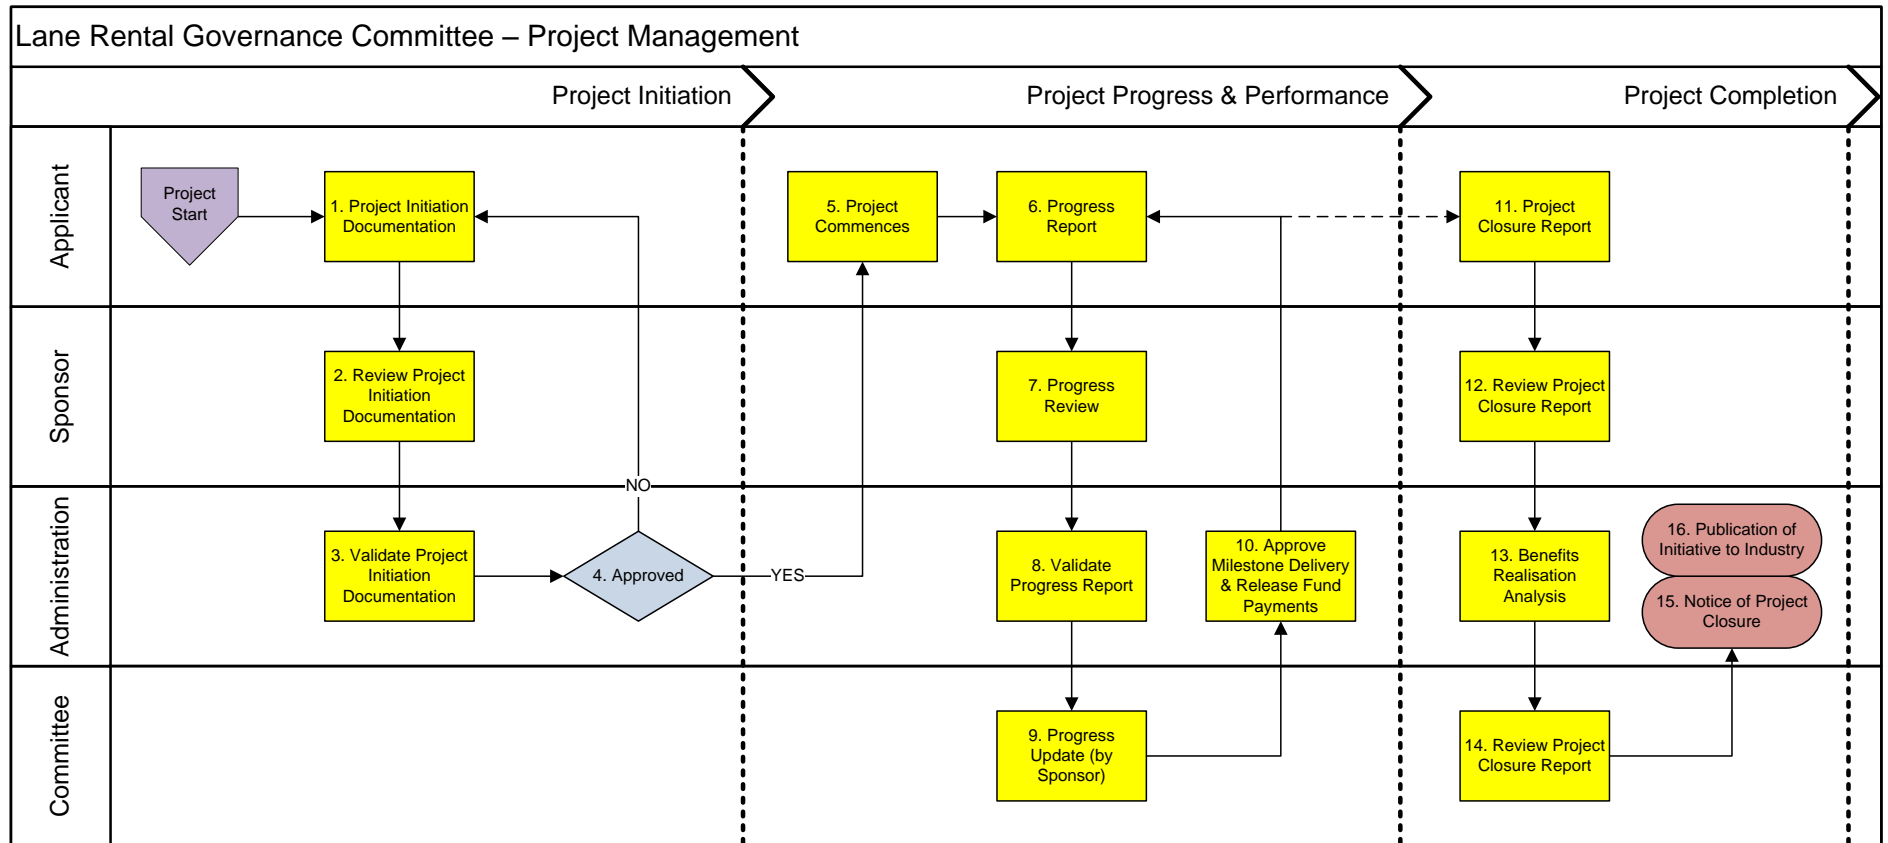 Lane Rental Governance Committee – Project Management
Project Initiation
Project Progress & Performance
Project Completion
Applicant
Project
Start
1. Project Initiation
Documentation
5. Project
Commences
6. Progress
Report
11. Project
Closure Report
Sponsor
2. Review Project
Initiation
Documentation
7. Progress
Review
12. Review Project
Closure Report
NO
Administration
3. Validate Project
Initiation
Documentation
4. Approved
YES
8. Validate
Progress Report
10. Approve
Milestone Delivery
& Release Fund
Payments
13. Benefits
Realisation
Analysis
16. Publication of
Initiative to Industry
15. Notice of Project
Closure
Committee
9. Progress
Update (by
Sponsor)
14. Review Project
Closure Report